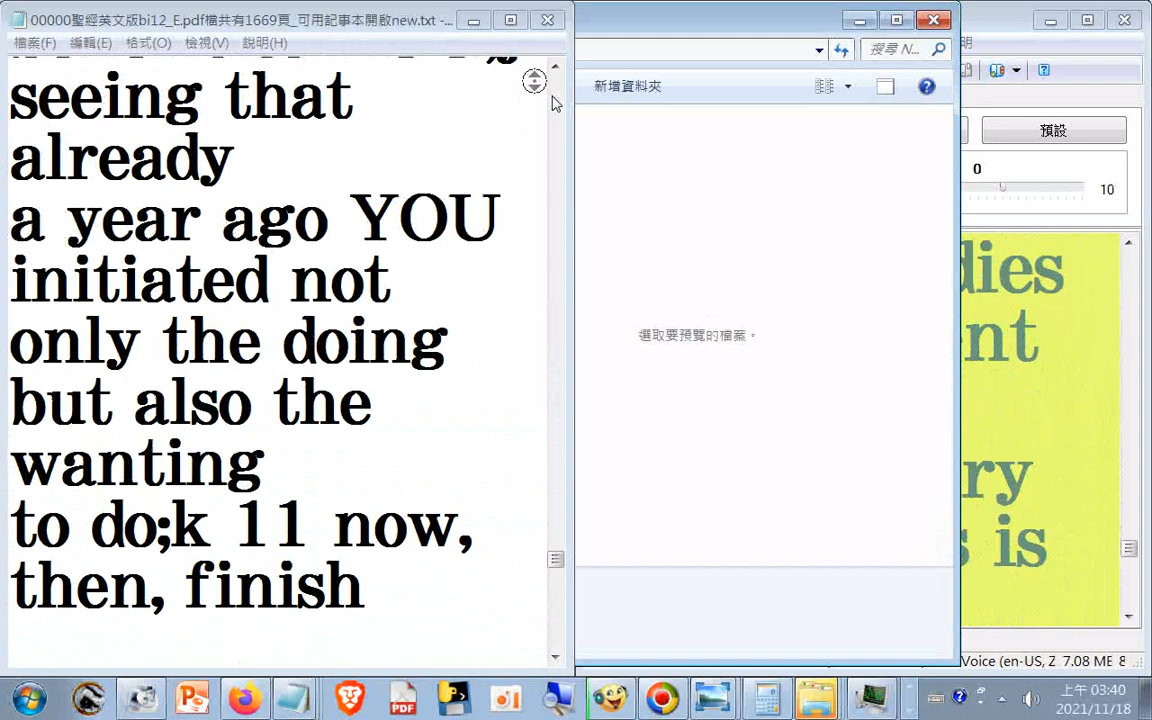 00000聖經英文版bi12_E.pdf檔共有1669頁_可用記事本開啟new.txt -...
檔案(F) 編輯(E) 格式(O) 檢視(V) 說明(H)
seeing that
already
a year ago YOU
initiated not
only the doing
but also the
wanting
to do;k 11 now,
then, finish
搜尋 N...
新增資料夾
選取要預覽的檔案。
明
預設
0
10
dies
nt
ry
s is
Voice (en-US, Z 7.08 MB 8
PDF
上午 03:40
2021/11/18